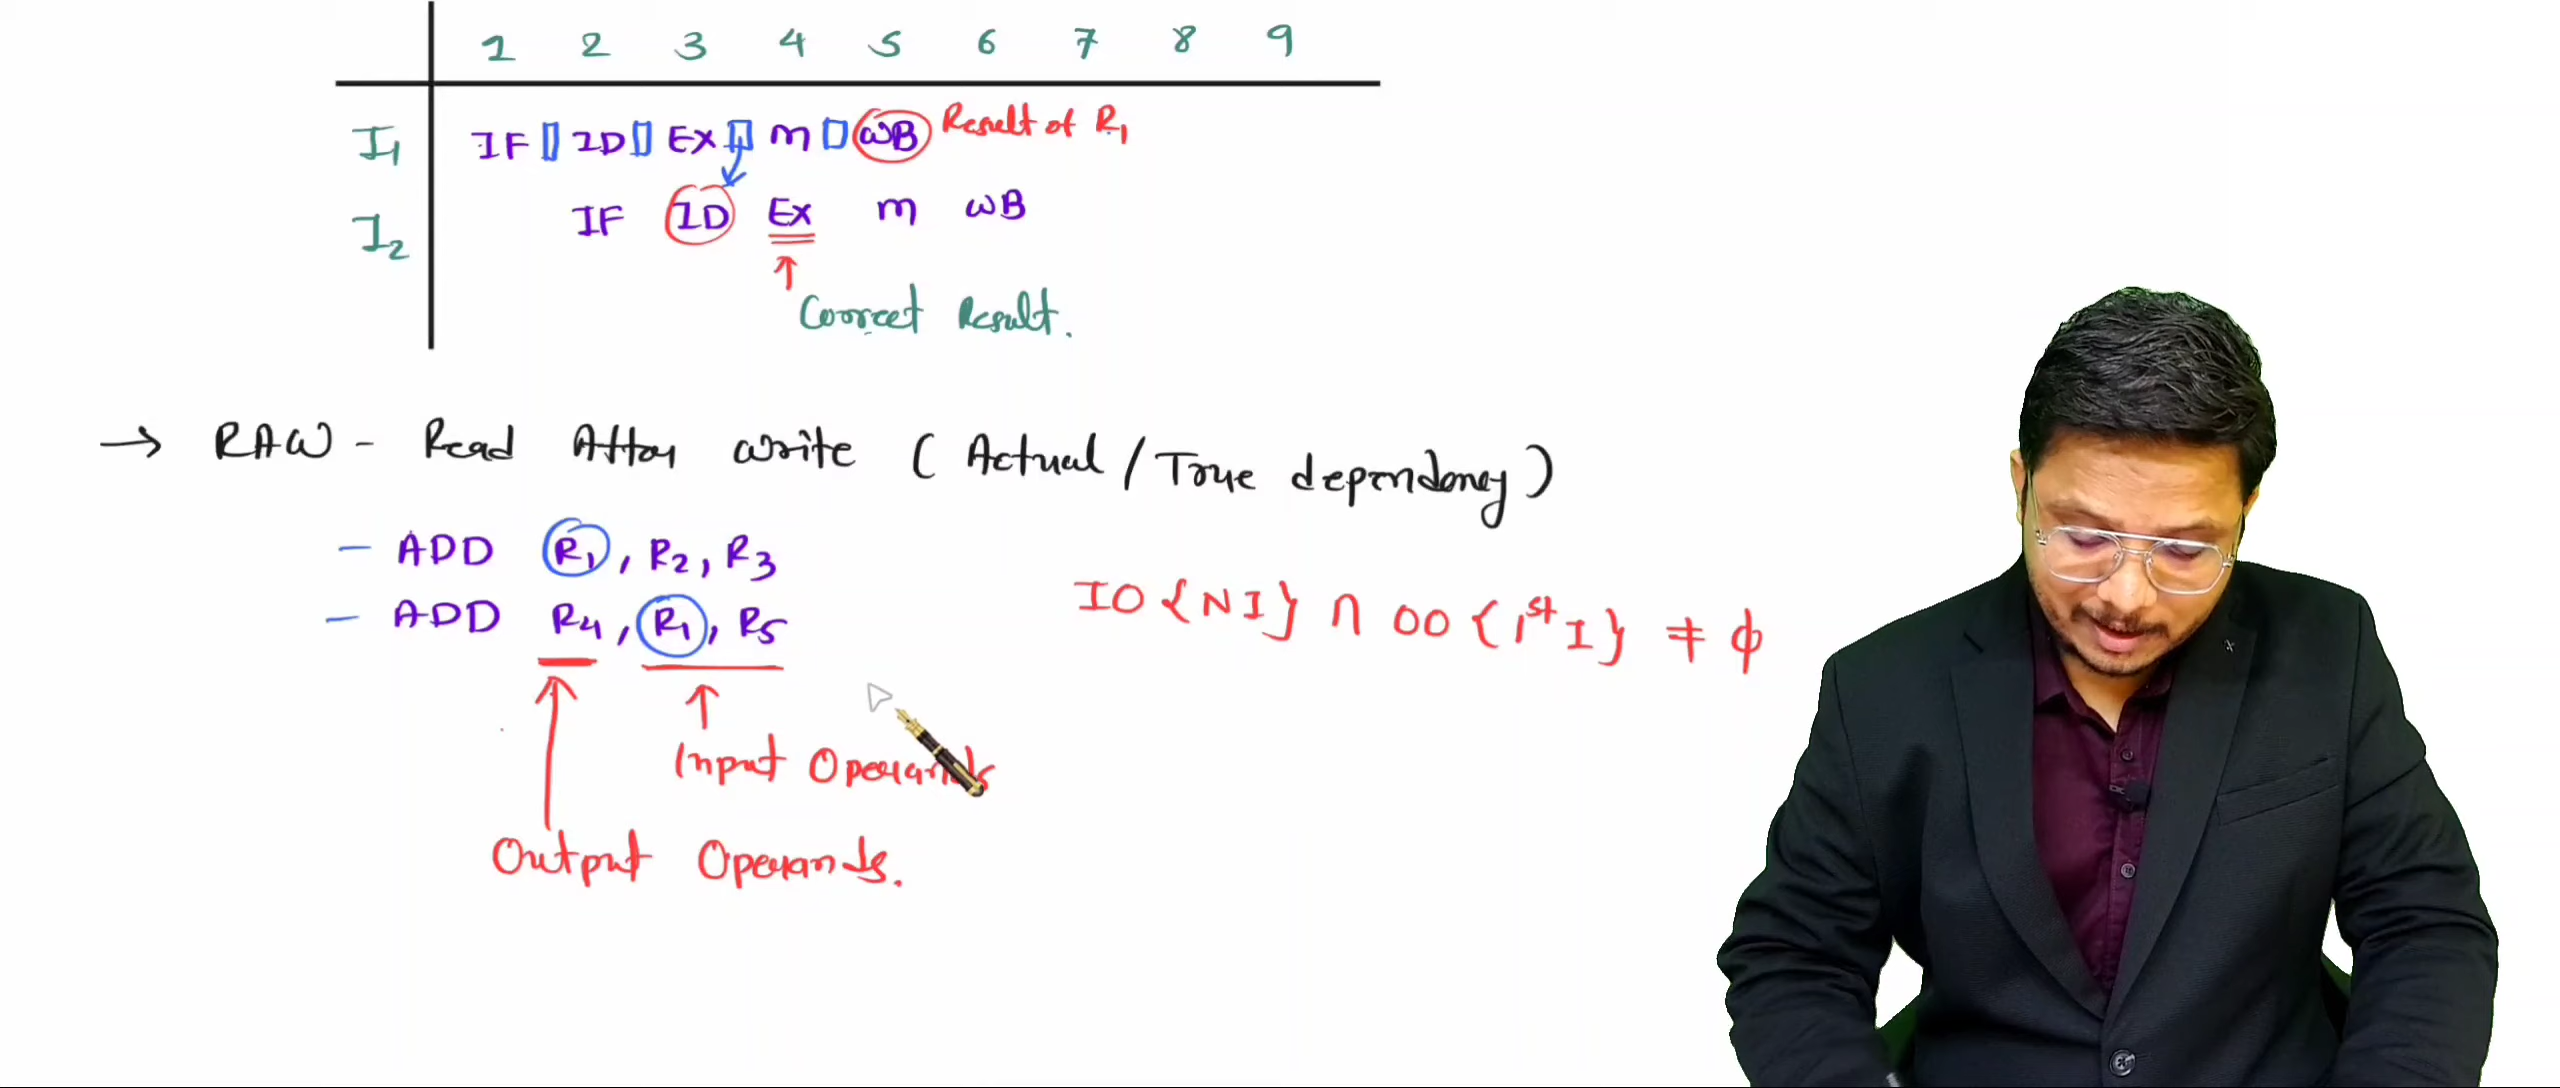 1 2 3 4 5 6 7 8 9
I1 IF ID EX M WB Result of R1
I2 IF ID EX M WB
Correct Result.
→ RAW - Read After write ( Actual / True dependency )
- ADD R1 , R2 , R3
- ADD R4 , R1 , R5
IO { NI } ∩ OO { 1st I } ≠ ϕ
Input Operands
Output Operands.